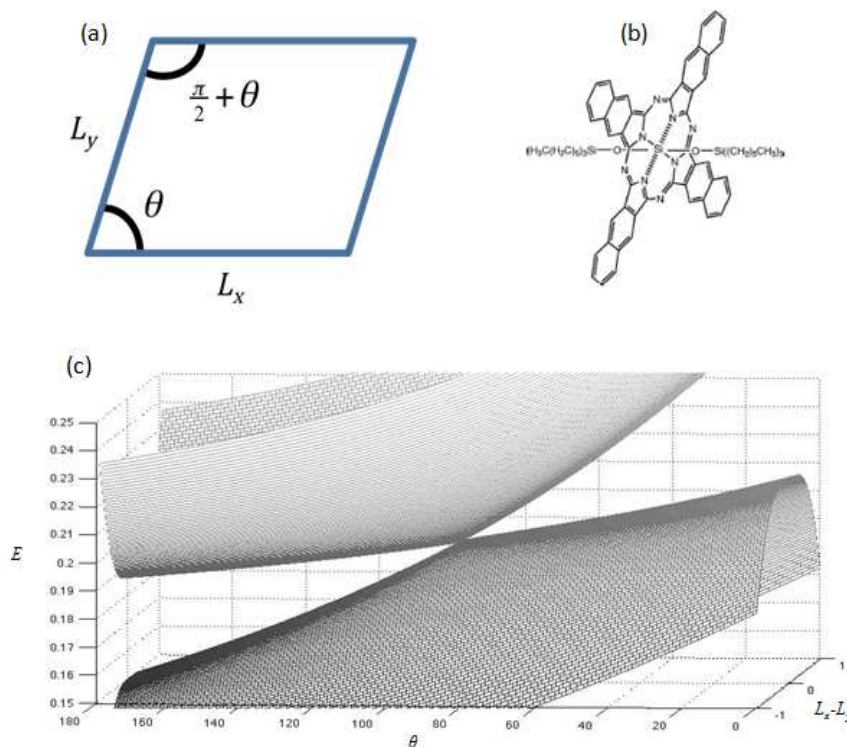 (a)
(b)
π/2 + θ
L_y
θ
L_x
N
N
N
N
((H₃C(H₂C)₅)₃Si O Si O Si((CH₂)₅CH₃)₃
N
N
N
N
(c)
0.25
0.24
0.23
0.22
0.21
0.2
0.19
0.18
0.17
0.16
0.15
E
180 160 140 120 100 80 60 40 20 0
θ
-1 0 1
L_x-L_y